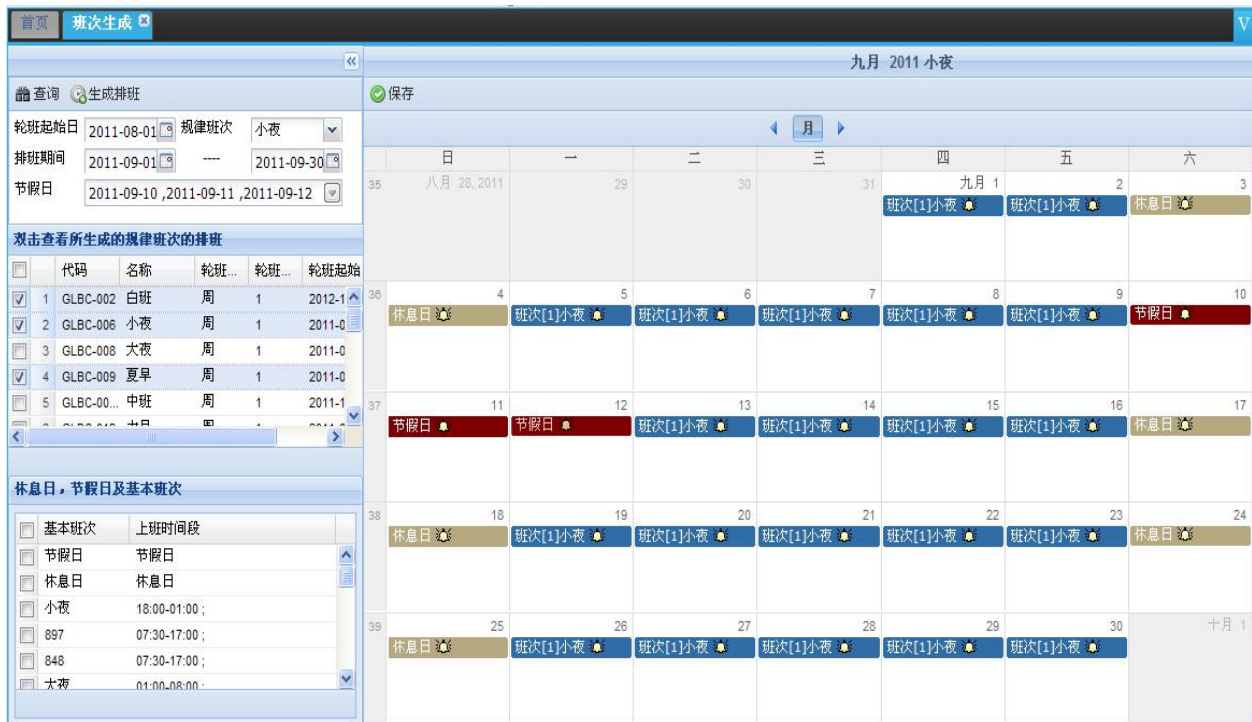 首页 班次生成
V
九月 2011 小夜
查询 生成排班
保存
轮班起始日 2011-08-01 规律班次 小夜
排班期间 2011-09-01 ---- 2011-09-30
节假日 2011-09-10 ,2011-09-11 ,2011-09-12
双击查看所生成的规律班次的排班
代码 名称 轮班... 轮班... 轮班起始
1 GLBC-002 白班 周 1 2012-1
2 GLBC-006 小夜 周 1 2011-0
3 GLBC-008 大夜 周 1 2011-0
4 GLBC-009 夏早 周 1 2011-0
5 GLBC-00... 中班 周 1 2011-1
休息日，节假日及基本班次
基本班次 上班时间段
节假日 节假日
休息日 休息日
小夜 18:00-01:00 ;
897 07:30-17:00 ;
848 07:30-17:00 ;
大夜 01:00-08:00 ;
月
日 一 二 三 四 五 六
35 八月 28, 2011 29 30 31 九月 1 2 3
班次[1]小夜 班次[1]小夜 休息日
36 4 5 6 7 8 9 10
休息日 班次[1]小夜 班次[1]小夜 班次[1]小夜 班次[1]小夜 班次[1]小夜 节假日
37 11 12 13 14 15 16 17
节假日 节假日 班次[1]小夜 班次[1]小夜 班次[1]小夜 班次[1]小夜 休息日
38 18 19 20 21 22 23 24
休息日 班次[1]小夜 班次[1]小夜 班次[1]小夜 班次[1]小夜 班次[1]小夜 休息日
39 25 26 27 28 29 30 十月 1
休息日 班次[1]小夜 班次[1]小夜 班次[1]小夜 班次[1]小夜 班次[1]小夜